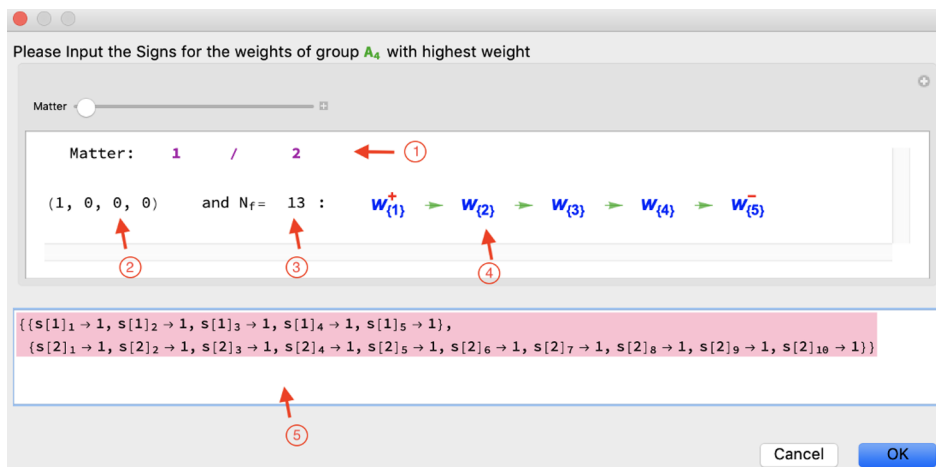 Please Input the Signs for the weights of group A₄ with highest weight
Matter
Matter: 1 / 2 ①
(1, 0, 0, 0) and N_f= 13 : w⁺_{1} → w_{2} → w_{3} → w_{4} → w⁻_{5}
② ③ ④
{{s[1]₁ → 1, s[1]₂ → 1, s[1]₃ → 1, s[1]₄ → 1, s[1]₅ → 1},
{s[2]₁ → 1, s[2]₂ → 1, s[2]₃ → 1, s[2]₄ → 1, s[2]₅ → 1, s[2]₆ → 1, s[2]₇ → 1, s[2]₈ → 1, s[2]₉ → 1, s[2]₁₀ → 1}}
⑤
Cancel OK